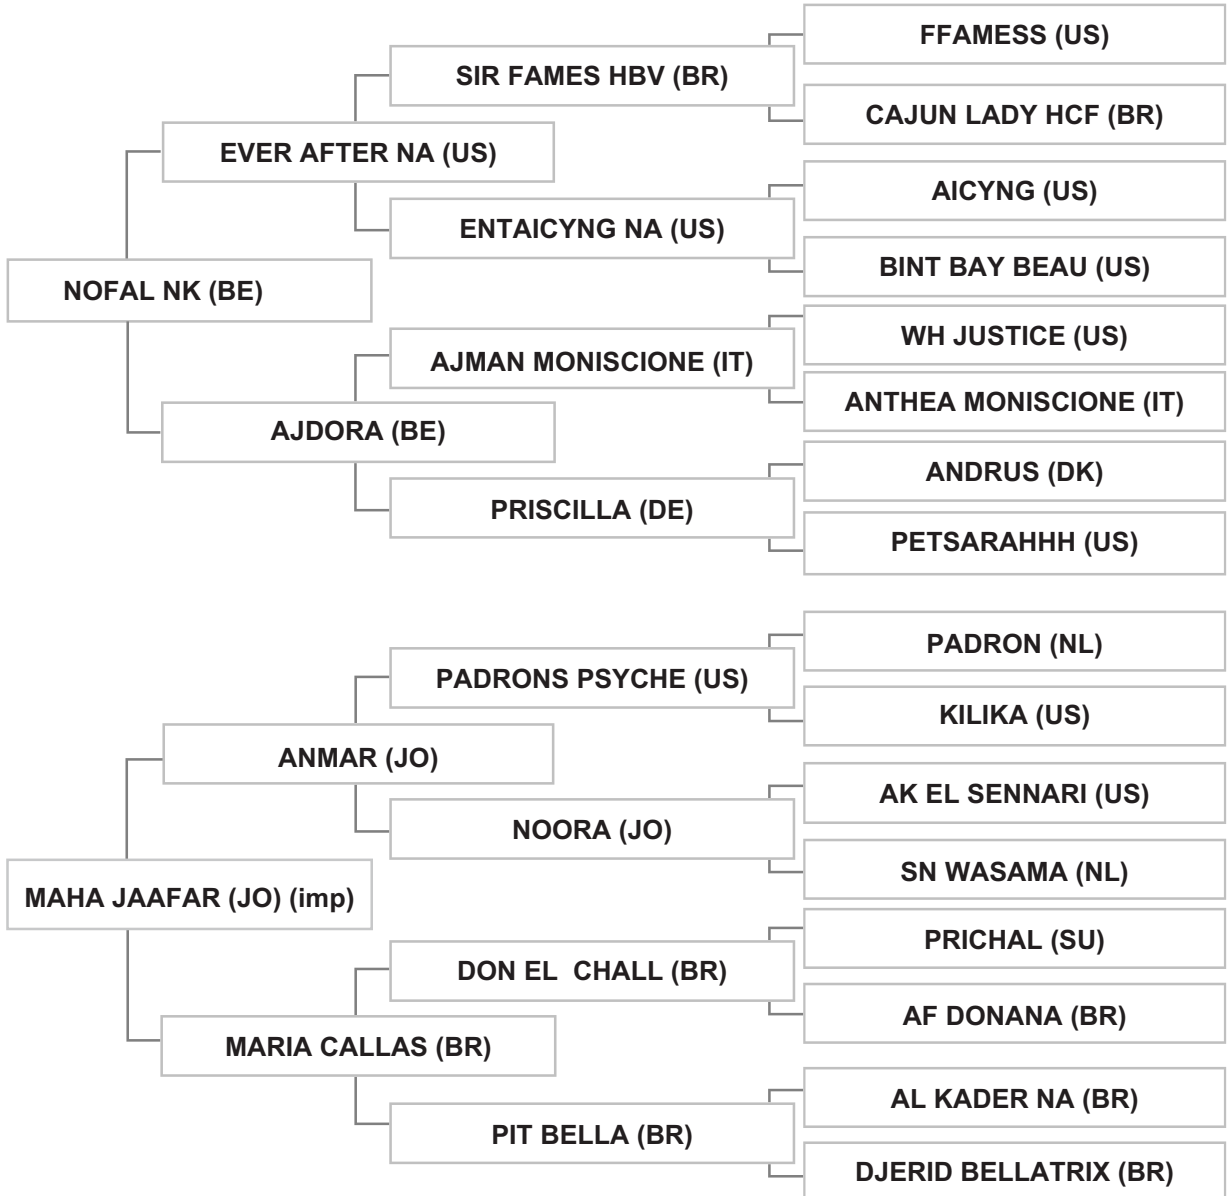 FFAMESS (US)
SIR FAMES HBV (BR)
CAJUN LADY HCF (BR)
EVER AFTER NA (US)
AICYNG (US)
ENTAICYNG NA (US)
BINT BAY BEAU (US)
NOFAL NK (BE)
WH JUSTICE (US)
AJMAN MONISCIONE (IT)
ANTHEA MONISCIONE (IT)
AJDORA (BE)
ANDRUS (DK)
PRISCILLA (DE)
PETSARAHHH (US)
PADRON (NL)
PADRONS PSYCHE (US)
KILIKA (US)
ANMAR (JO)
AK EL SENNARI (US)
NOORA (JO)
SN WASAMA (NL)
MAHA JAAFAR (JO) (imp)
PRICHAL (SU)
DON EL CHALL (BR)
AF DONANA (BR)
MARIA CALLAS (BR)
AL KADER NA (BR)
PIT BELLA (BR)
DJERID BELLATRIX (BR)